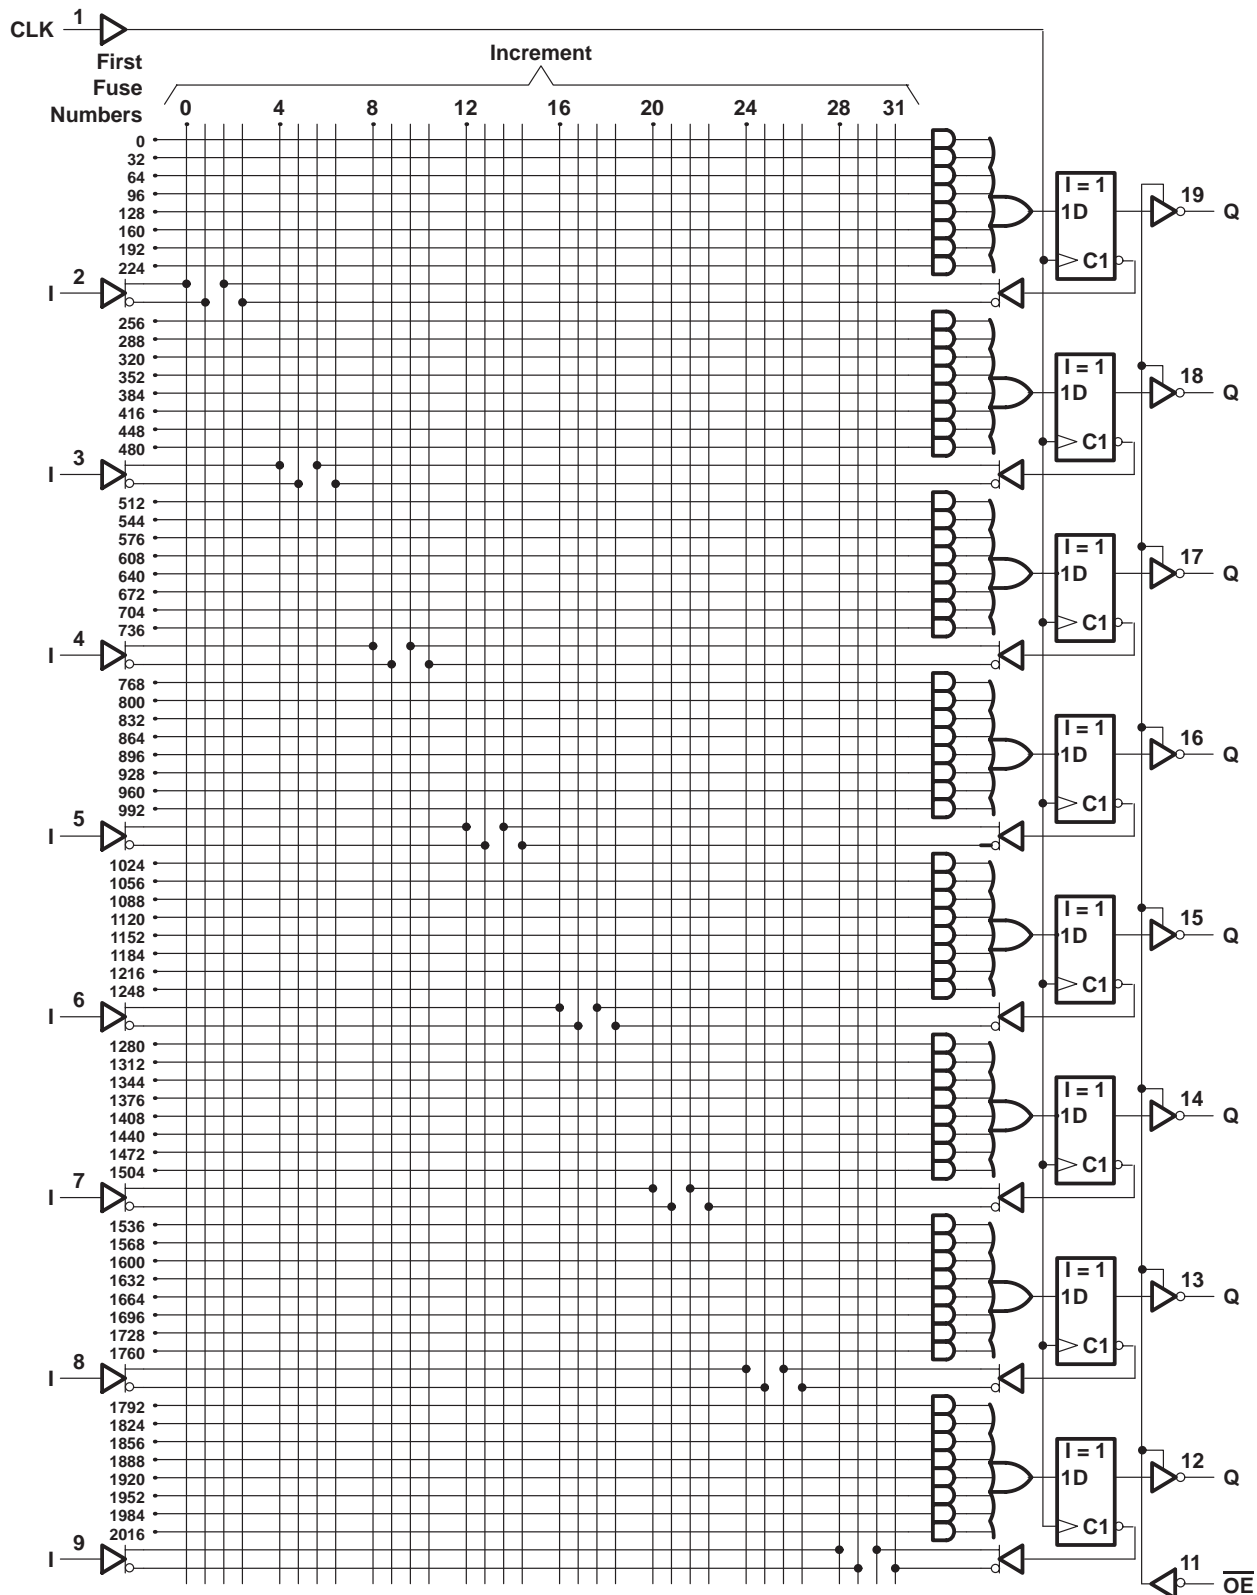 CLK 1
First
Fuse
Numbers
Increment
0 4 8 12 16 20 24 28 31
0
32
64
96
128
160
192
224
I = 1
1D
C1
19 Q
I 2
256
288
320
352
384
416
448
480
I = 1
1D
C1
18 Q
I 3
512
544
576
608
640
672
704
736
I = 1
1D
C1
17 Q
I 4
768
800
832
864
896
928
960
992
I = 1
1D
C1
16 Q
I 5
1024
1056
1088
1120
1152
1184
1216
1248
I = 1
1D
C1
15 Q
I 6
1280
1312
1344
1376
1408
1440
1472
1504
I = 1
1D
C1
14 Q
I 7
1536
1568
1600
1632
1664
1696
1728
1760
I = 1
1D
C1
13 Q
I 8
1792
1824
1856
1888
1920
1952
1984
2016
I = 1
1D
C1
12 Q
I 9
11 OE